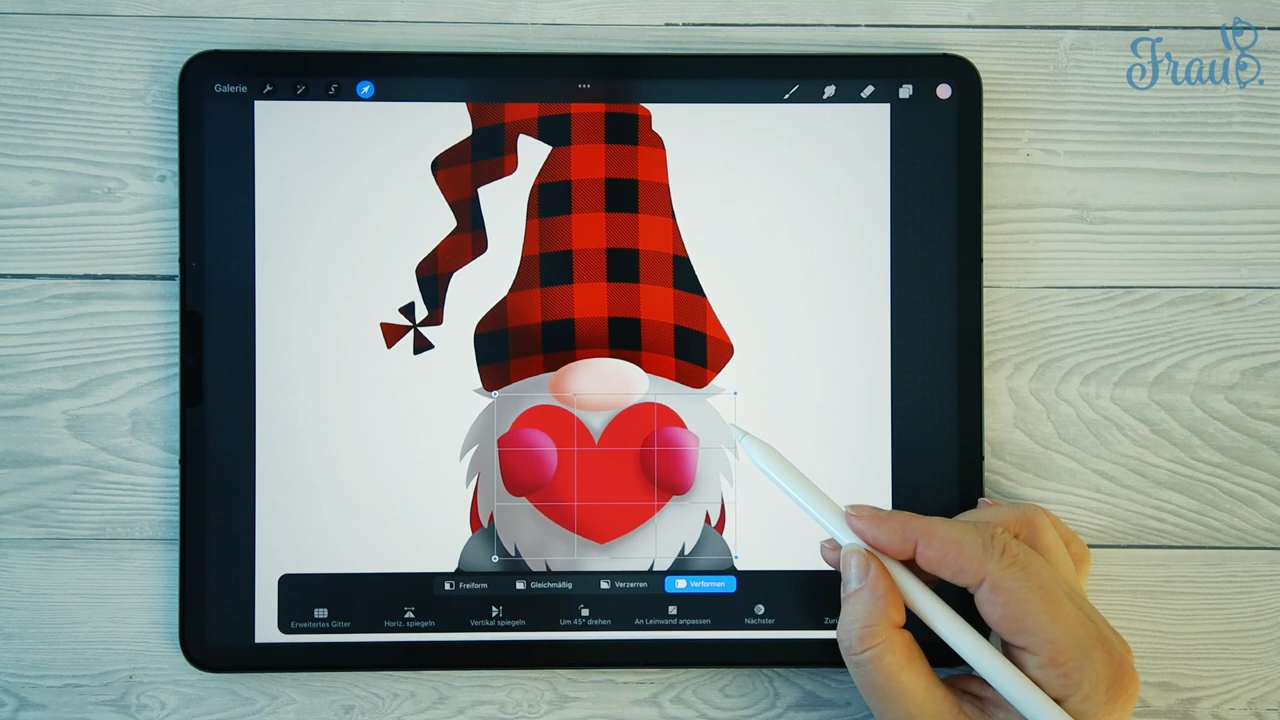 Frau B.
Galerie
Freiform
Gleichmäßig
Verzerren
Verformen
Erweitertes Gitter
Horiz. spiegeln
Vertikal spiegeln
Um 45° drehen
An Leinwand anpassen
Nächster